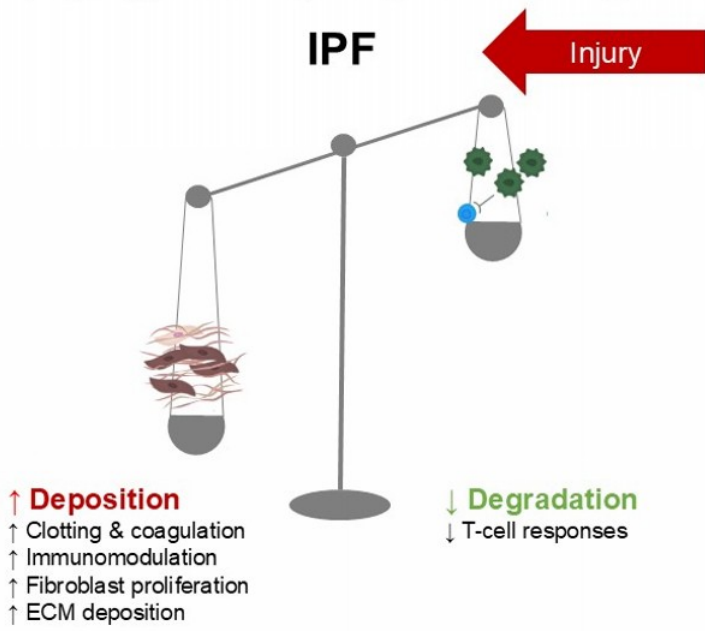 IPF
Injury
↑ Deposition
↑ Clotting & coagulation
↑ Immunomodulation
↑ Fibroblast proliferation
↑ ECM deposition
↓ Degradation
↓ T-cell responses